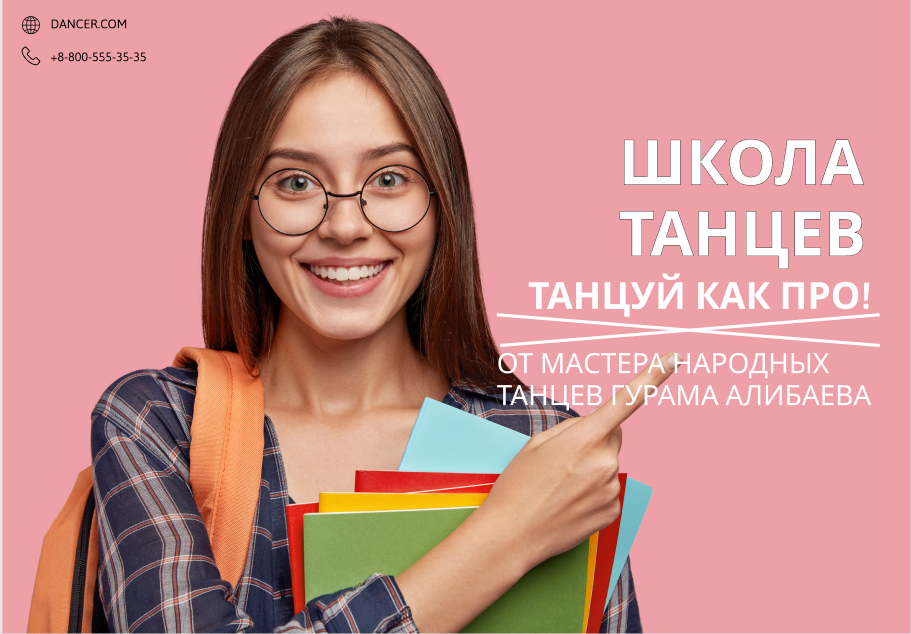 DANCER.COM
+8-800-555-35-35
ШКОЛА
ТАНЦЕВ
ТАНЦУЙ КАК ПРО!
ОТ МАСТЕРА НАРОДНЫХ
ТАНЦЕВ ГУРАМА АЛИБАЕВА